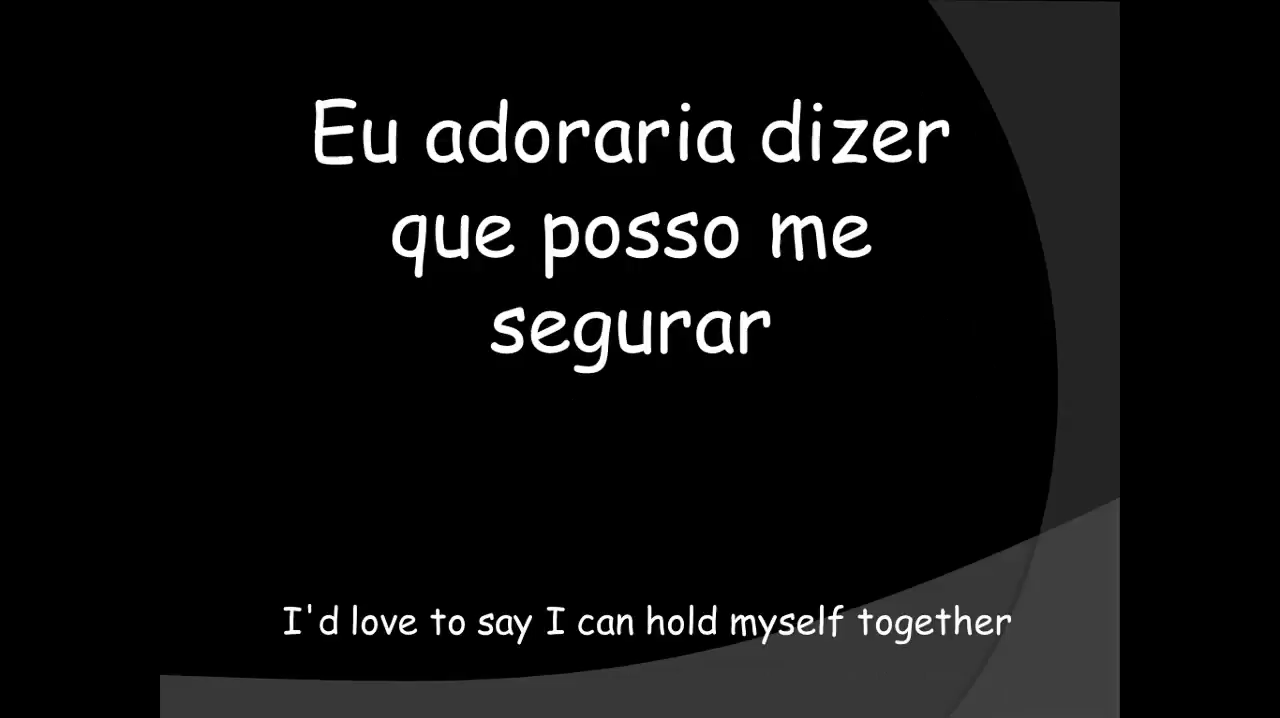 Eu adoraria dizer
que posso me
segurar
I'd love to say I can hold myself together